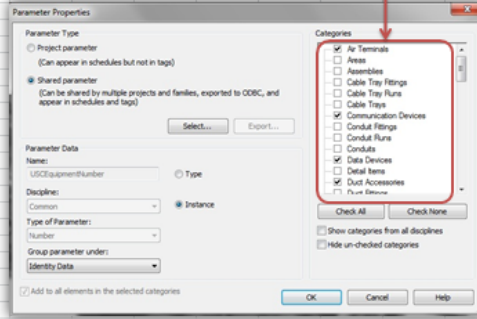 Parameter Properties
Parameter Type
Project parameter
(Can appear in schedules but not in tags)
Shared parameter
(Can be shared by multiple projects and families, exported to ODBC, and
appear in schedules and tags)
Select...
Export...
Parameter Data
Name:
USCEquipmentNumber
Type
Discipline:
Common
Instance
Type of Parameter:
Number
Group parameter under:
Identity Data
Add to all elements in the selected categories
Categories
Air Terminals
Areas
Assemblies
Cable Tray Fittings
Cable Tray Runs
Cable Trays
Communication Devices
Conduit Fittings
Conduit Runs
Conduits
Data Devices
Detail Items
Duct Accessories
Duct Fittings
Check All
Check None
Show categories from all disciplines
Hide un-checked categories
OK
Cancel
Help